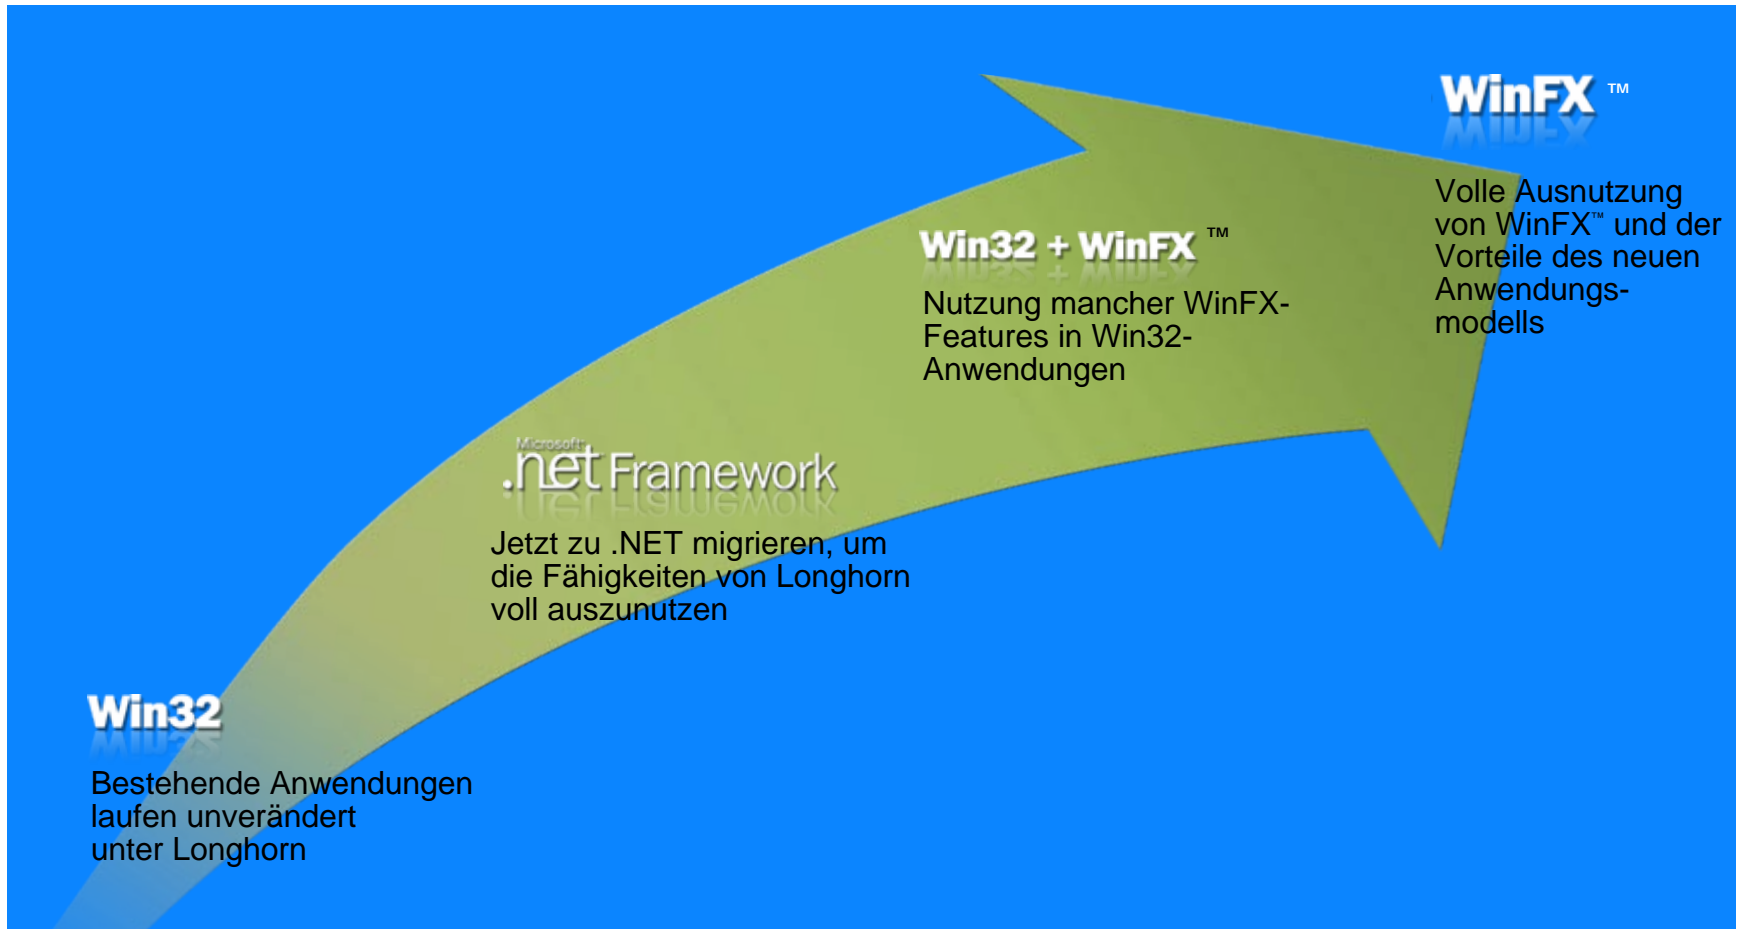 WinFX ™
Volle Ausnutzung
von WinFX™ und der
Vorteile des neuen
Anwendungs-
modells
Win32 + WinFX ™
Nutzung mancher WinFX-
Features in Win32-
Anwendungen
Microsoft
.net Framework
Jetzt zu .NET migrieren, um
die Fähigkeiten von Longhorn
voll auszunutzen
Win32
Bestehende Anwendungen
laufen unverändert
unter Longhorn